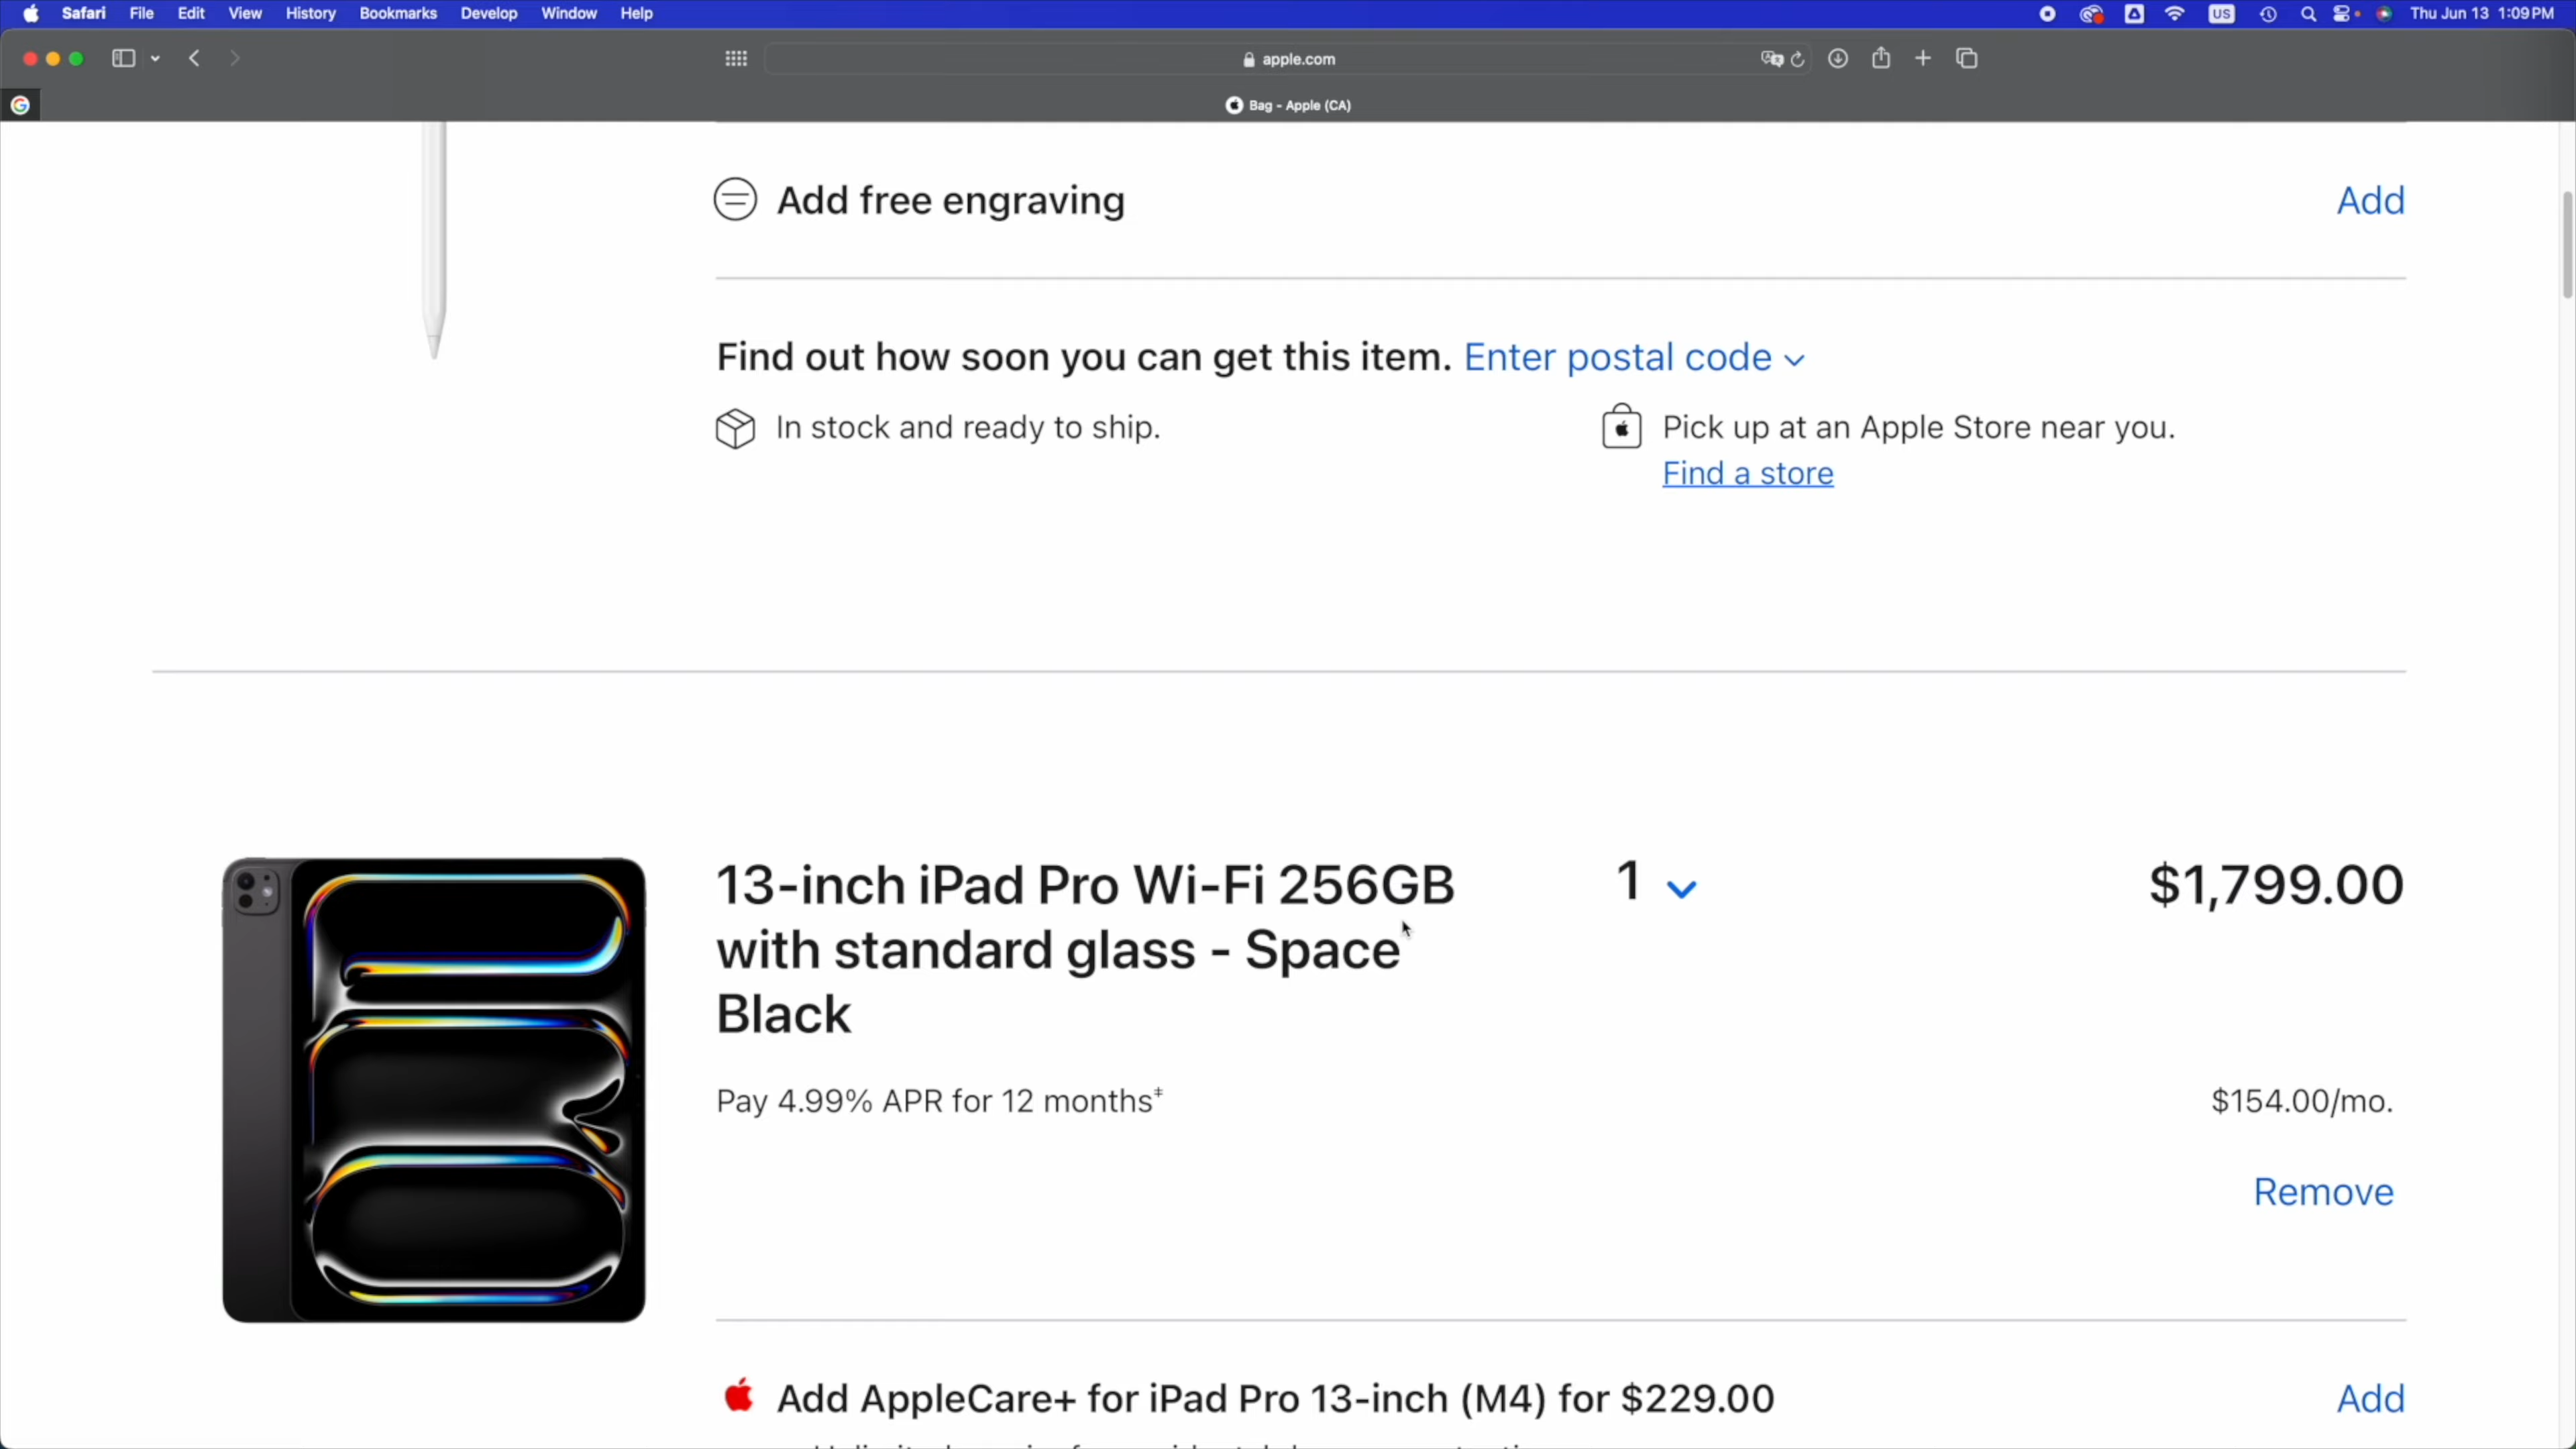 Safari File Edit View History Bookmarks Develop Window Help US Thu Jun 13 1:09 PM
apple.com
Bag - Apple (CA)
Add free engraving Add
Find out how soon you can get this item. Enter postal code
In stock and ready to ship. Pick up at an Apple Store near you.
Find a store
13-inch iPad Pro Wi-Fi 256GB 1 $1,799.00
with standard glass - Space
Black
Pay 4.99% APR for 12 months‡ $154.00/mo.
Remove
Add AppleCare+ for iPad Pro 13-inch (M4) for $229.00 Add